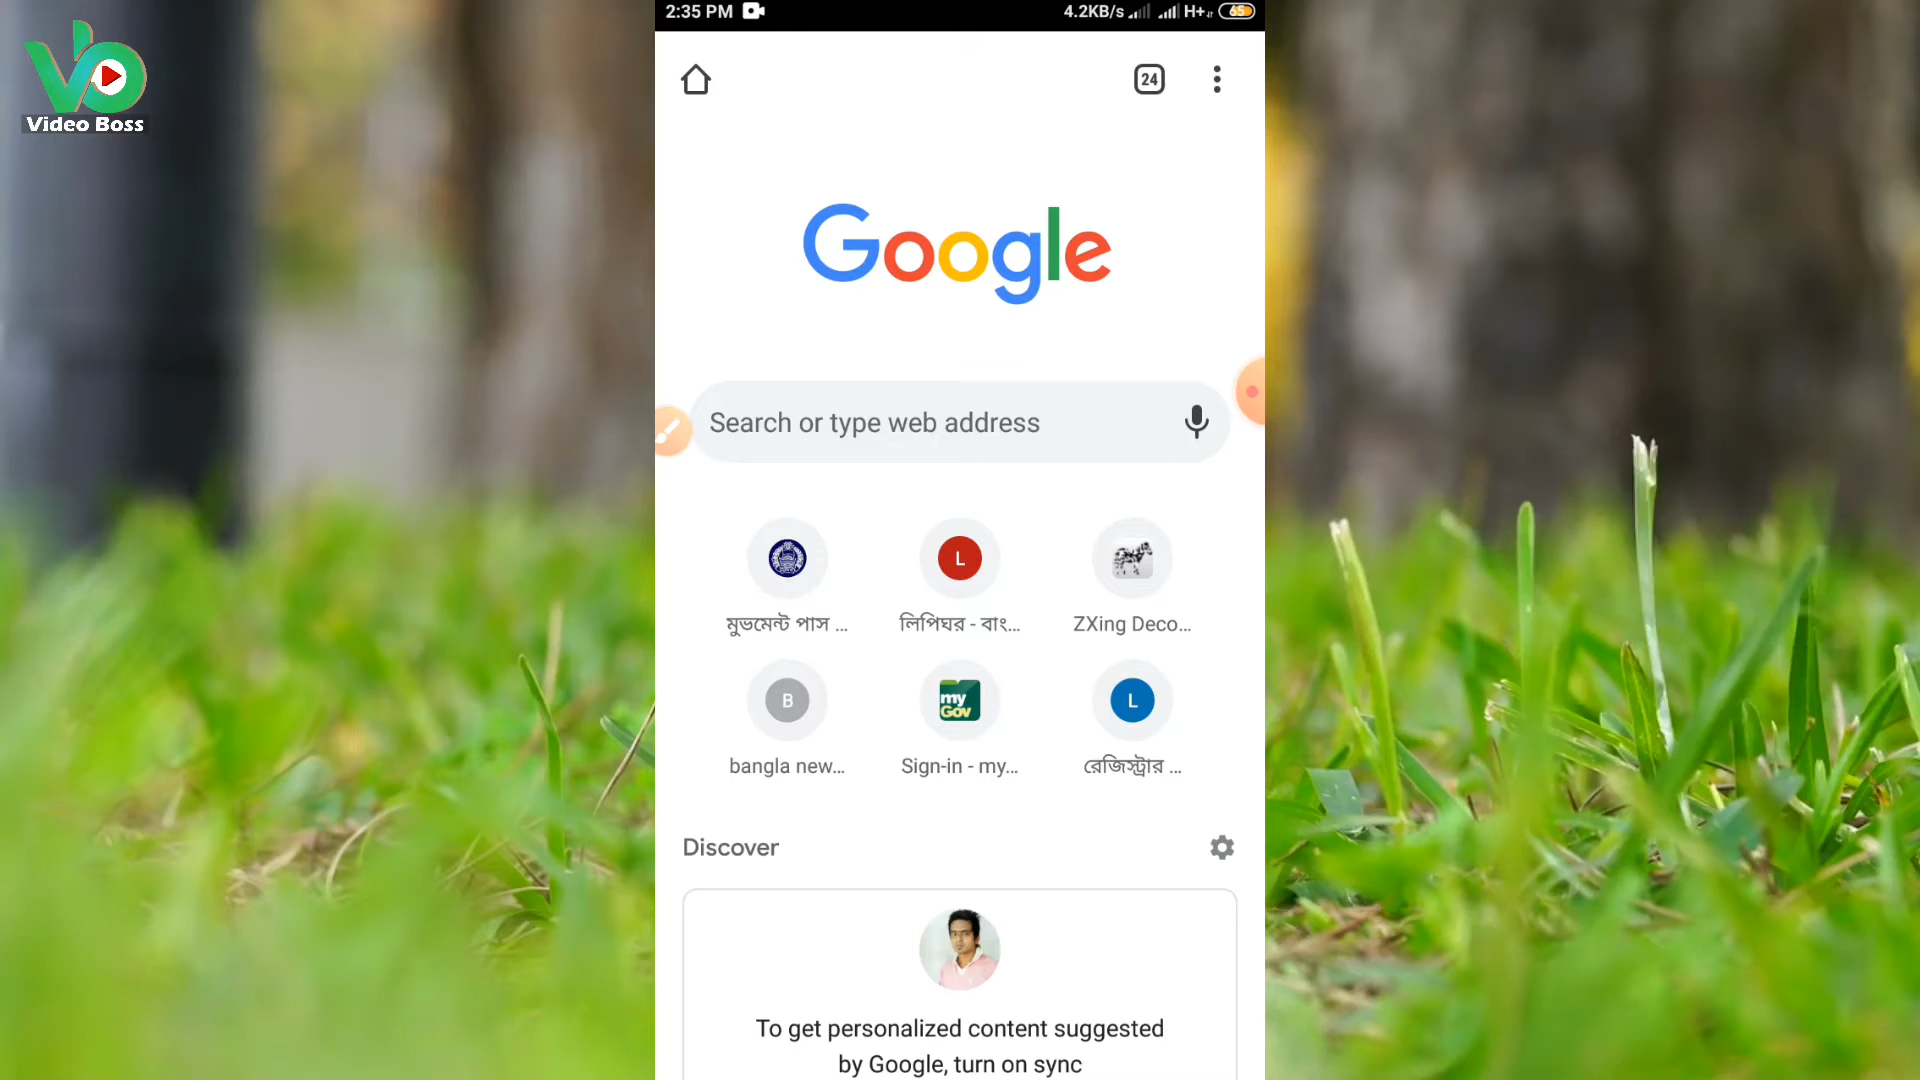 2:35 PM
4.2KB/s H+ 65
Video Boss
24
Google
Search or type web address
L
মুভমেন্ট পাস ...
লিপিঘর - বাং...
ZXing Deco...
B
my
Gov
L
bangla new...
Sign-in - my...
রেজিস্ট্রার ...
Discover
To get personalized content suggested
by Google, turn on sync